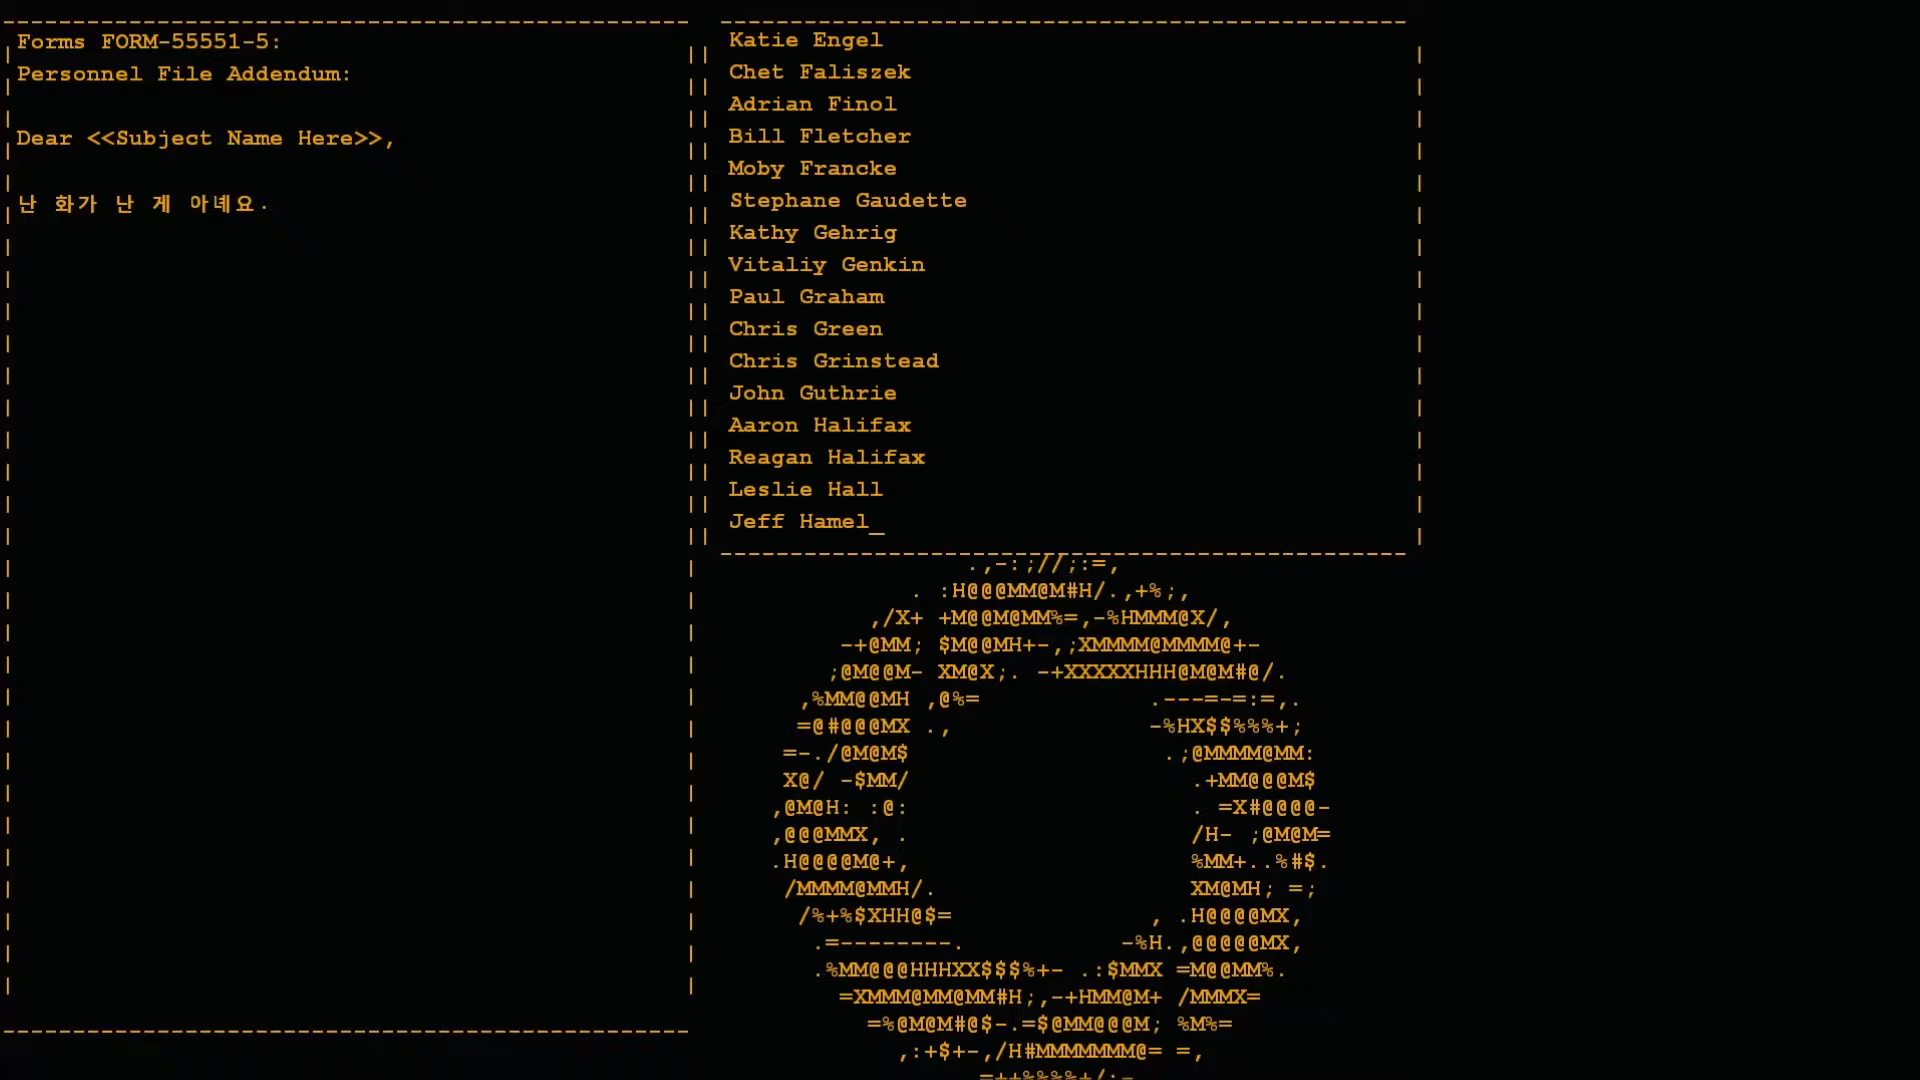 Forms FORM-55551-5:
Personnel File Addendum:
Dear <<Subject Name Here>>,
난 화가 난 게 아녜요.
Katie Engel
Chet Faliszek
Adrian Finol
Bill Fletcher
Moby Francke
Stephane Gaudette
Kathy Gehrig
Vitaliy Genkin
Paul Graham
Chris Green
Chris Grinstead
John Guthrie
Aaron Halifax
Reagan Halifax
Leslie Hall
Jeff Hamel_